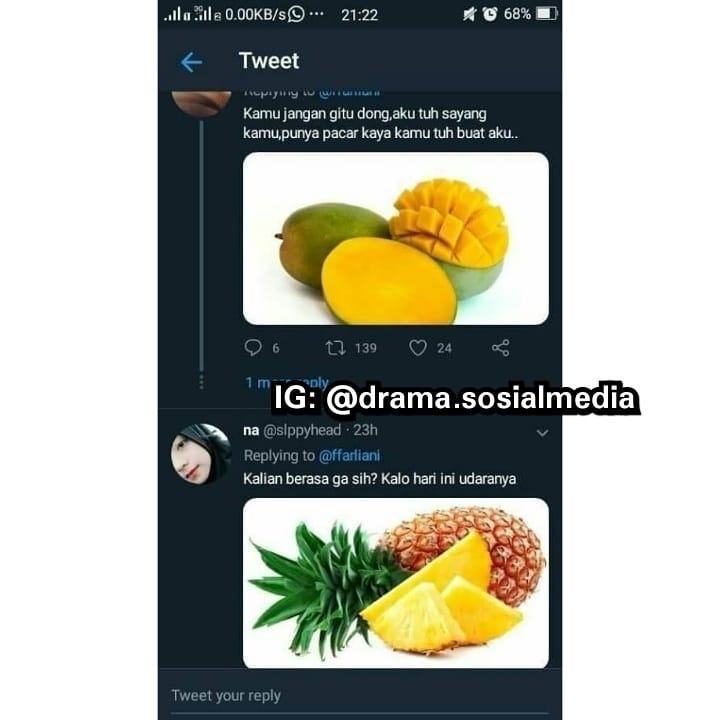 0.00KB/s ... 21:22 68%
Tweet
Replying to @ffarliani
Kamu jangan gitu dong,aku tuh sayang
kamu,punya pacar kaya kamu tuh buat aku..
6 139 24
1 more reply
IG: @drama.sosialmedia
na @slppyhead · 23h
Replying to @ffarliani
Kalian berasa ga sih? Kalo hari ini udaranya
Tweet your reply